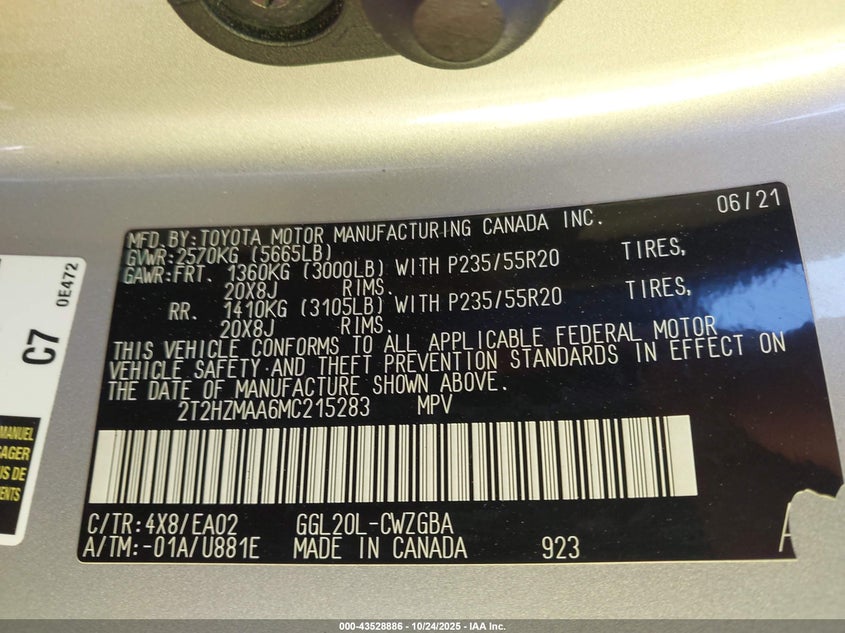 06/21
MFD.BY:TOYOTA MOTOR MANUFACTURING CANADA INC.
GVWR:2570KG (5665LB)
GAWR:FRT. 1360KG (3000LB) WITH P235/55R20 TIRES,
20X8J RIMS.
RR. 1410KG (3105LB) WITH P235/55R20 TIRES,
20X8J RIMS.
THIS VEHICLE CONFORMS TO ALL APPLICABLE FEDERAL MOTOR
VEHICLE SAFETY AND THEFT PREVENTION STANDARDS IN EFFECT ON
THE DATE OF MANUFACTURE SHOWN ABOVE.
2T2HZMAA6MC215283 MPV
C/TR:4X8/EA02 GGL20L-CWZGBA
A/TM:-01A/U881E MADE IN CANADA 923
A
C7
0E472
MANUEL
000-43528886 - 10/24/2025 - IAA Inc.